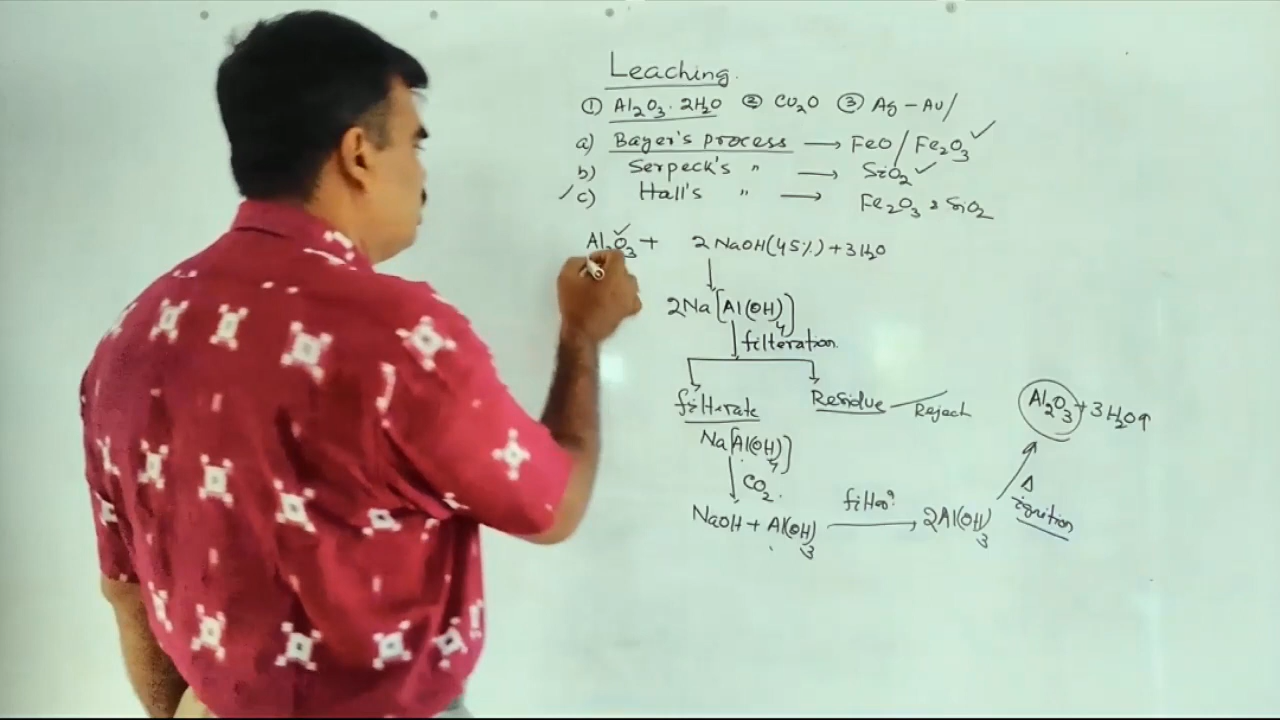 Leaching.
① Al2O3. 2H2O ② Cu2O ③ Ag - Au/
a) Bayer's process → FeO / Fe2O3 ✓
b) Serpeck's " → SiO2 ✓
c) Hall's " → Fe2O3 & SiO2
Al2O3 + 2NaOH(45%) + 3H2O
2Na[Al(OH)4]
filteration
filterate Residue Reject
Al2O3 + 3H2O↑
Na[Al(OH)4]
CO2.
Δ
ignition
NaOH + Al(OH)3 → 2Al(OH)3